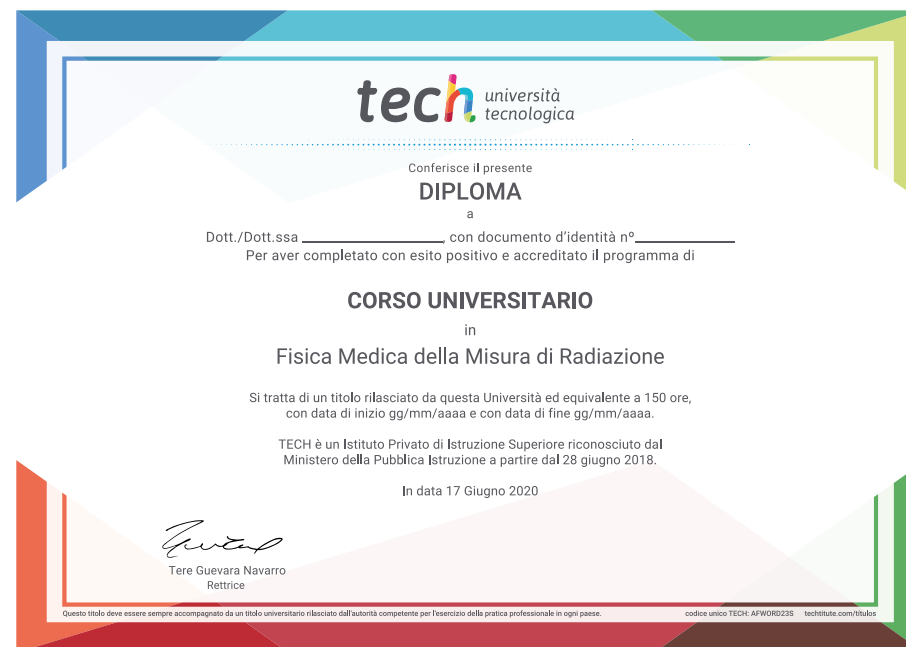 tech università
tecnologica
Conferisce il presente
DIPLOMA
a
Dott./Dott.ssa ____________________, con documento d'identità nº______________
Per aver completato con esito positivo e accreditato il programma di
CORSO UNIVERSITARIO
in
Fisica Medica della Misura di Radiazione
Si tratta di un titolo rilasciato da questa Università ed equivalente a 150 ore,
con data di inizio gg/mm/aaaa e con data di fine gg/mm/aaaa.
TECH è un Istituto Privato di Istruzione Superiore riconosciuto dal
Ministero della Pubblica Istruzione a partire dal 28 giugno 2018.
In data 17 Giugno 2020
Tere Guevara Navarro
Rettrice
Questo titolo deve essere sempre accompagnato da un titolo universitario rilasciato dall'autorità competente per l'esercizio della pratica professionale in ogni paese. codice unico TECH: AFWORD23S techtitute.com/titulos